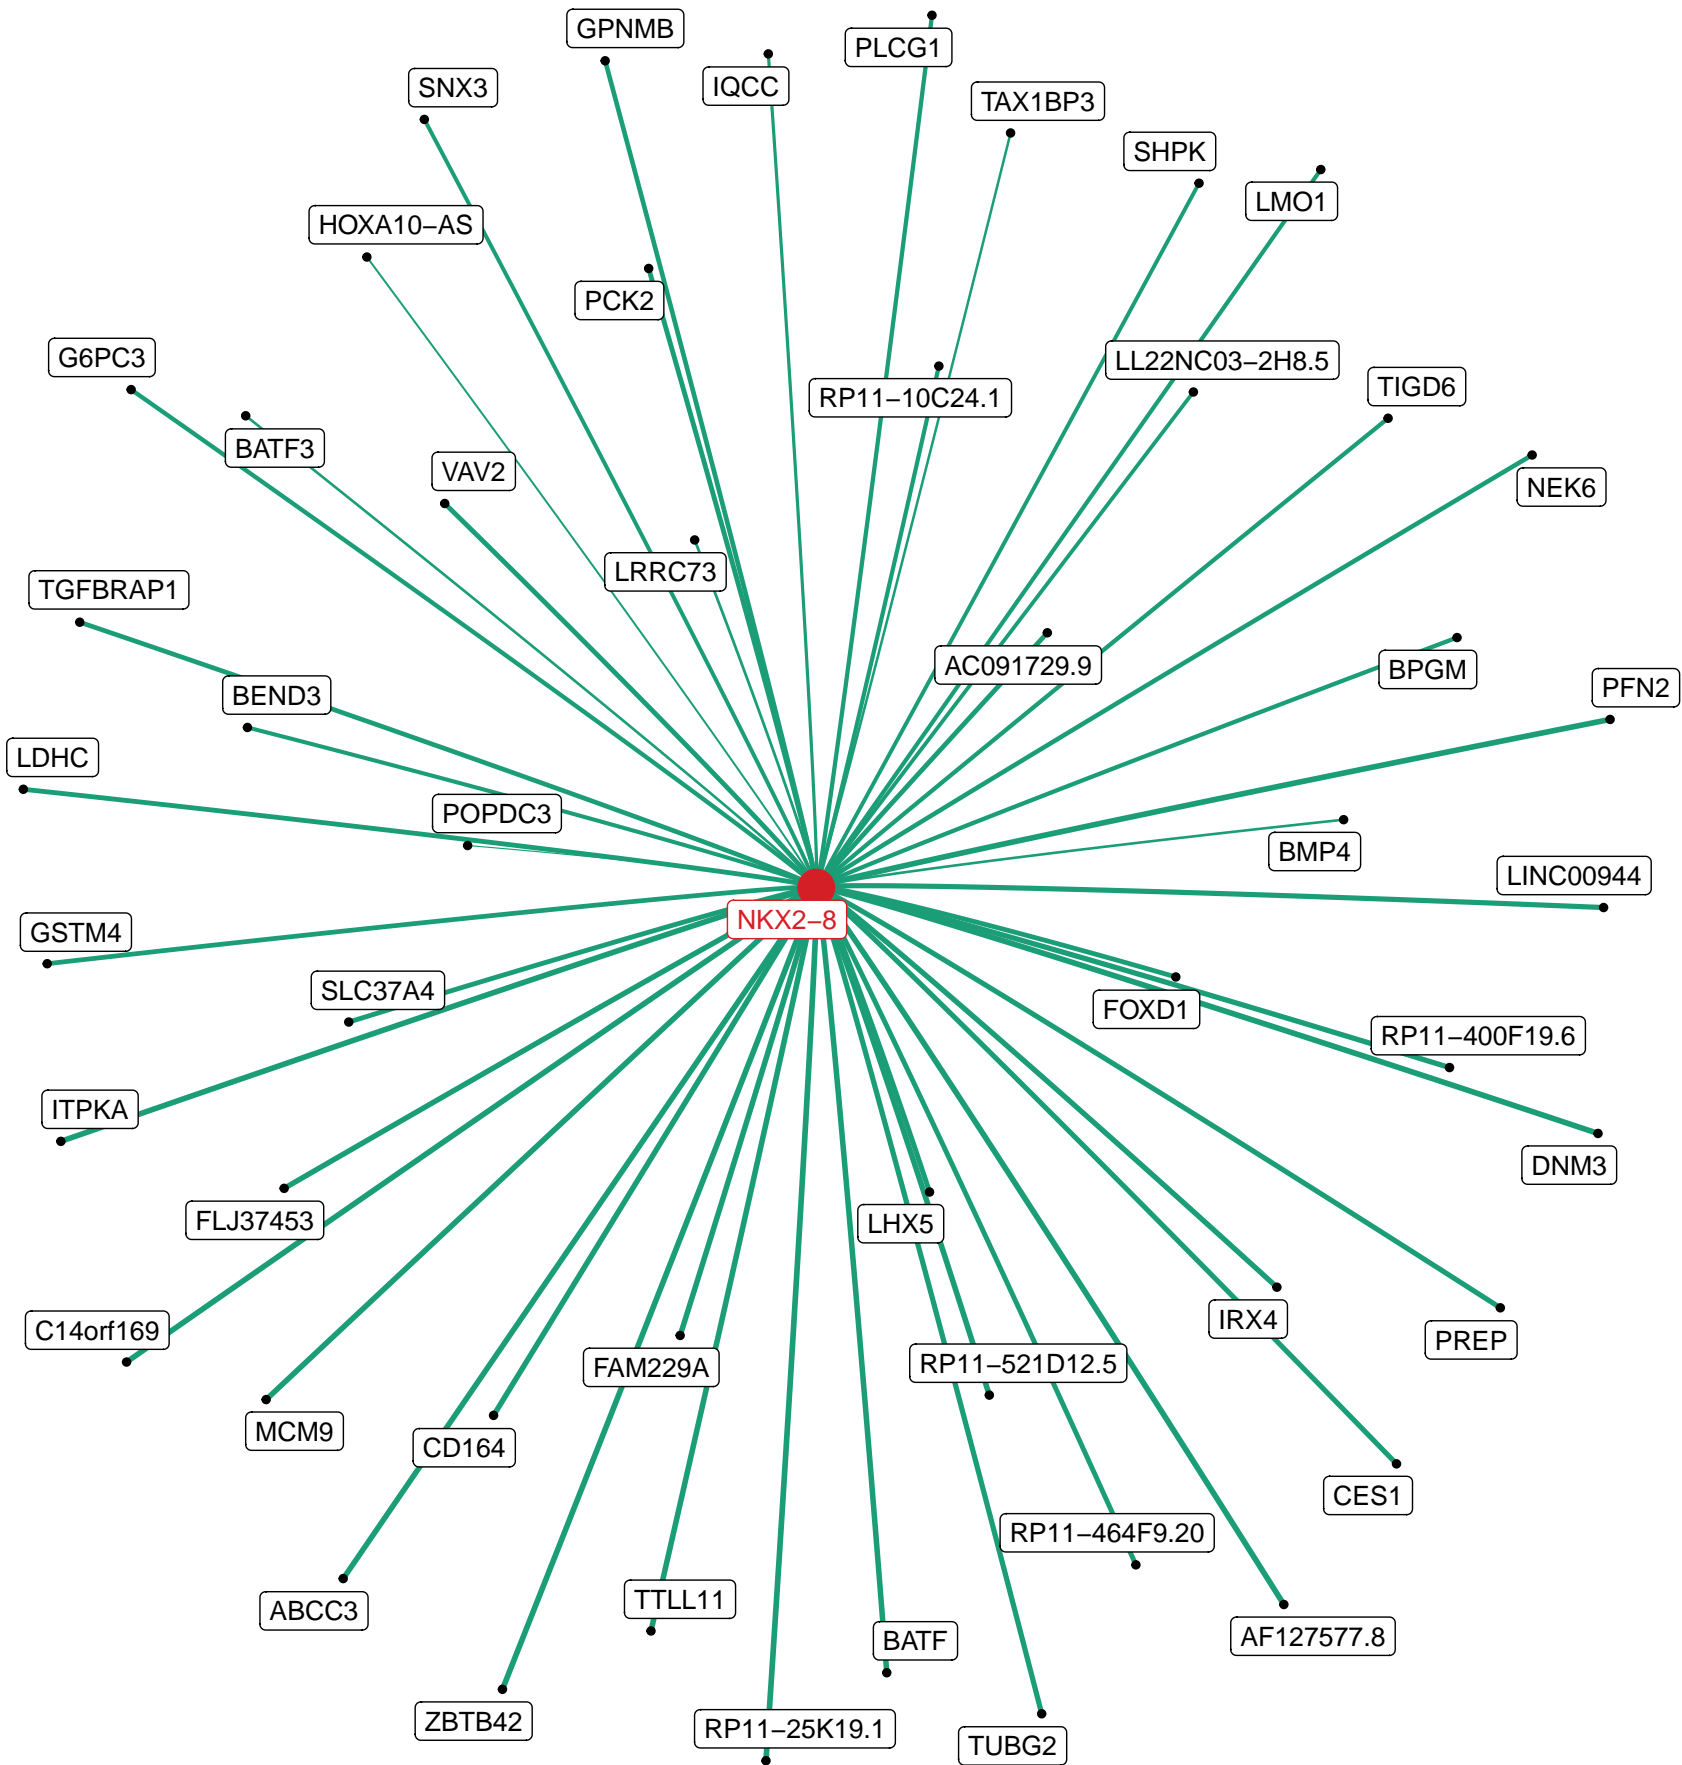 GPNMB
PLCG1
IQCC
SNX3
TAX1BP3
SHPK
LMO1
HOXA10−AS
PCK2
G6PC3
LL22NC03−2H8.5
TIGD6
RP11−10C24.1
BATF3
VAV2
NEK6
LRRC73
TGFBRAP1
AC091729.9
BPGM
PFN2
BEND3
LDHC
POPDC3
BMP4
LINC00944
NKX2−8
GSTM4
SLC37A4
FOXD1
RP11−400F19.6
ITPKA
DNM3
FLJ37453
LHX5
IRX4
C14orf169
PREP
FAM229A
RP11−521D12.5
MCM9
CD164
CES1
RP11−464F9.20
TTLL11
ABCC3
AF127577.8
BATF
ZBTB42
RP11−25K19.1
TUBG2